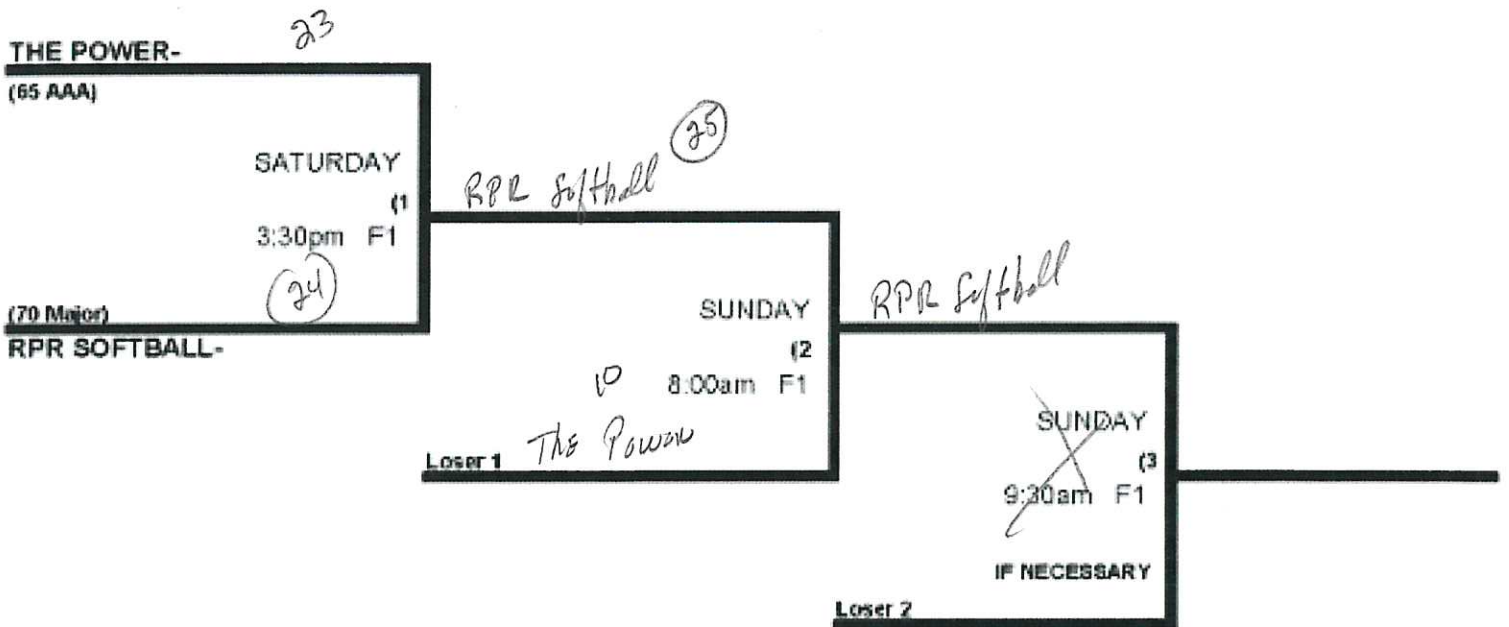 23
THE POWER-
(65 AAA)
SATURDAY
(1
3:30pm F1
24
(70 Major)
RPR SOFTBALL-
RPR Softball 25
SUNDAY
(2
10 8:00am F1
Loser 1 The Power
RPR Softball
SUNDAY
(3
9:30am F1
IF NECESSARY
Loser 2